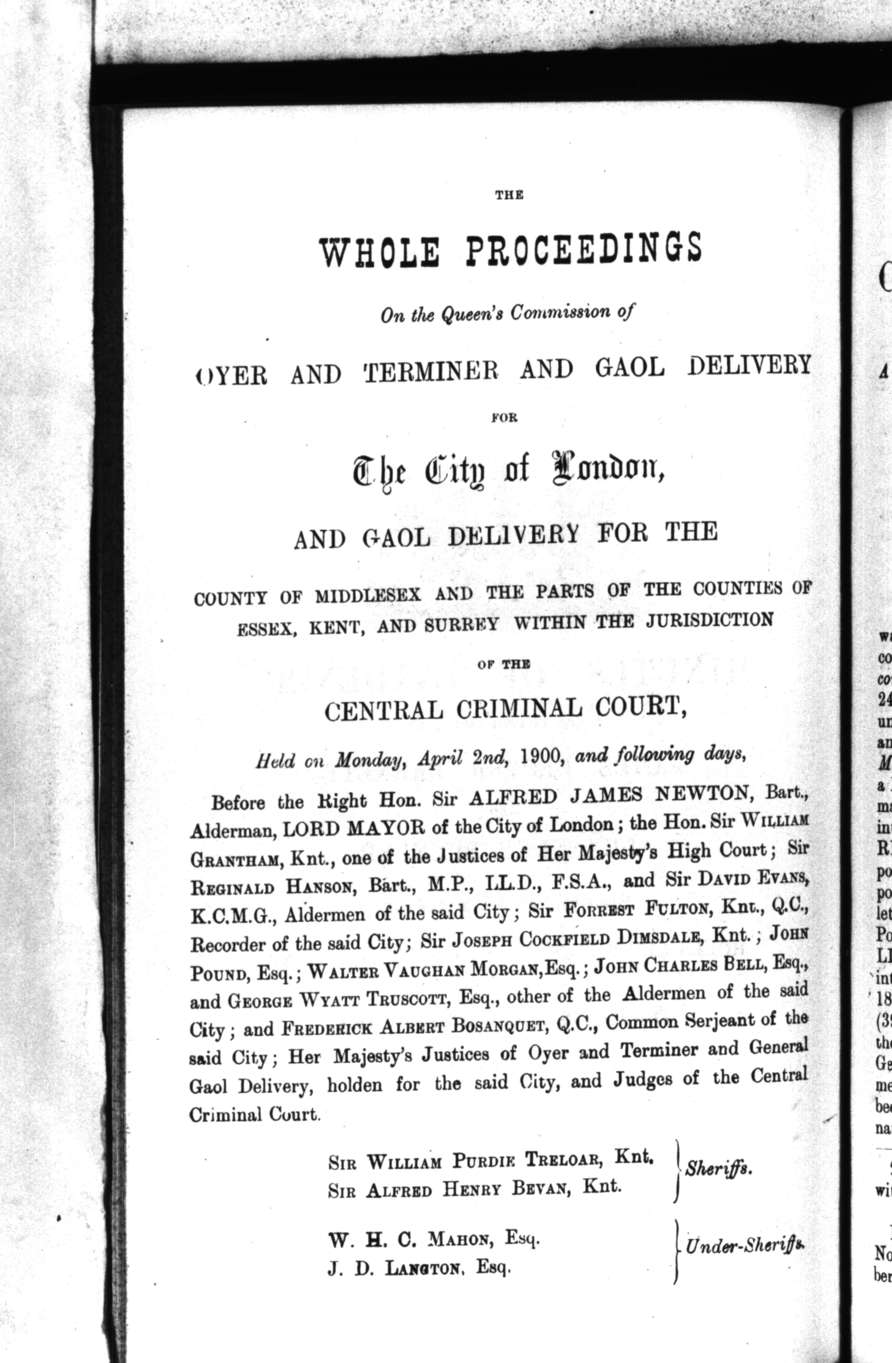 THE
WHOLE PROCEEDINGS
On the Queen's Commission of
OYER AND TERMINER AND GAOL DELIVERY
FOR
The City of London,
AND GAOL DELIVERY FOR THE
COUNTY OF MIDDLESEX AND THE PARTS OF THE COUNTIES OF
ESSEX, KENT, AND SURREY WITHIN THE JURISDICTION
OF THE
CENTRAL CRIMINAL COURT,
Held on Monday, April 2nd, 1900, and following days,
Before the Right Hon. Sir ALFRED JAMES NEWTON, Bart.,
Alderman, LORD MAYOR of the City of London; the Hon. Sir WILLIAM
GRANTHAM, Knt., one of the Justices of Her Majesty's High Court; Sir
REGINALD HANSON, Bart., M.P., LL.D., F.S.A., and Sir DAVID EVANS,
K.C.M.G., Aldermen of the said City; Sir FORREST FULTON, Knt., Q.C.,
Recorder of the said City; Sir JOSEPH COCKFIELD DIMSDALE, Knt.; JOHN
POUND, Esq.; WALTER VAUGHAN MORGAN, Esq.; JOHN CHARLES BELL, Esq.,
and GEORGE WYATT TRUSCOTT, Esq., other of the Aldermen of the said
City; and FREDERICK ALBERT BOSANQUET, Q.C., Common Serjeant of the
said City; Her Majesty's Justices of Oyer and Terminer and General
Gaol Delivery, holden for the said City, and Judges of the Central
Criminal Court.
SIR WILLIAM PURDIE TRELOAR, Knt.
SIR ALFRED HENRY BEVAN, Knt.
Sheriffs.
W. H. C. MAHON, Esq.
J. D. LANGTON, Esq.
Under-Sheriffs.